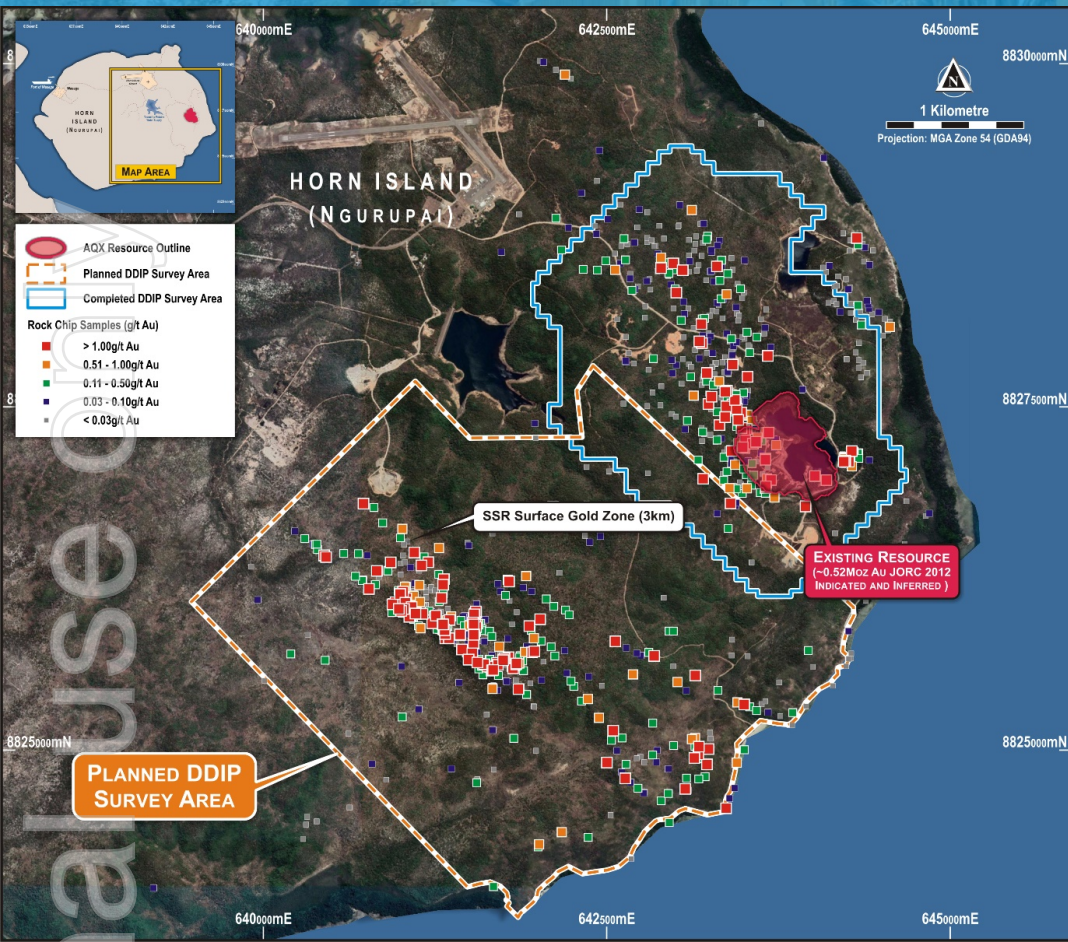 640000mE
642500mE
645000mE
8830000mN
N
1 Kilometre
Projection: MGA Zone 54 (GDA94)
HORN
ISLAND
(NGURUPAI)
MAP AREA
HORN ISLAND
(NGURUPAI)
AQX Resource Outline
Planned DDIP Survey Area
Completed DDIP Survey Area
Rock Chip Samples (g/t Au)
> 1.00g/t Au
0.51 - 1.00g/t Au
0.11 - 0.50g/t Au
0.03 - 0.10g/t Au
< 0.03g/t Au
8827500mN
SSR Surface Gold Zone (3km)
EXISTING RESOURCE
(~0.52MOZ AU JORC 2012
INDICATED AND INFERRED )
8825000mN
8825000mN
PLANNED DDIP
SURVEY AREA
640000mE
642500mE
645000mE
nal use only